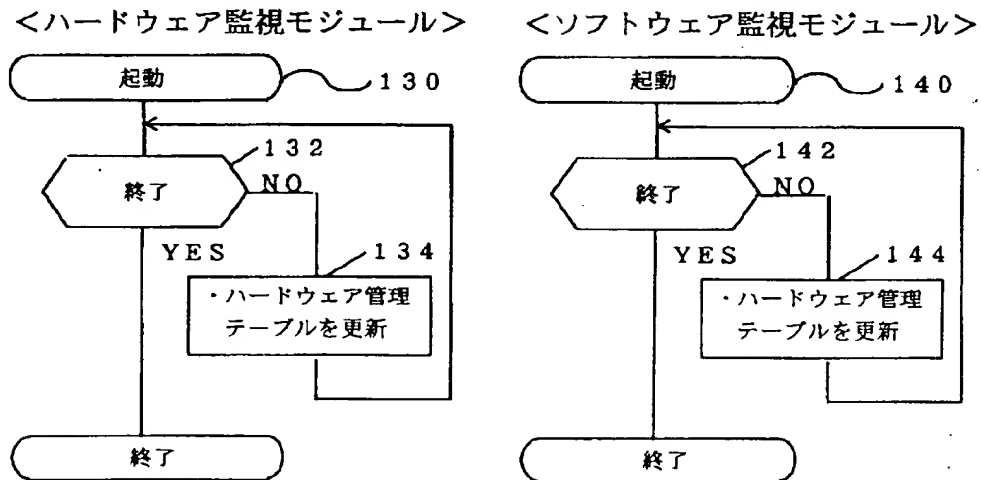 <ハードウェア監視モジュール>
起動
130
132
終了
NO
YES
134
・ハードウェア管理
テーブルを更新
終了
<ソフトウェア監視モジュール>
起動
140
142
終了
NO
YES
144
・ハードウェア管理
テーブルを更新
終了